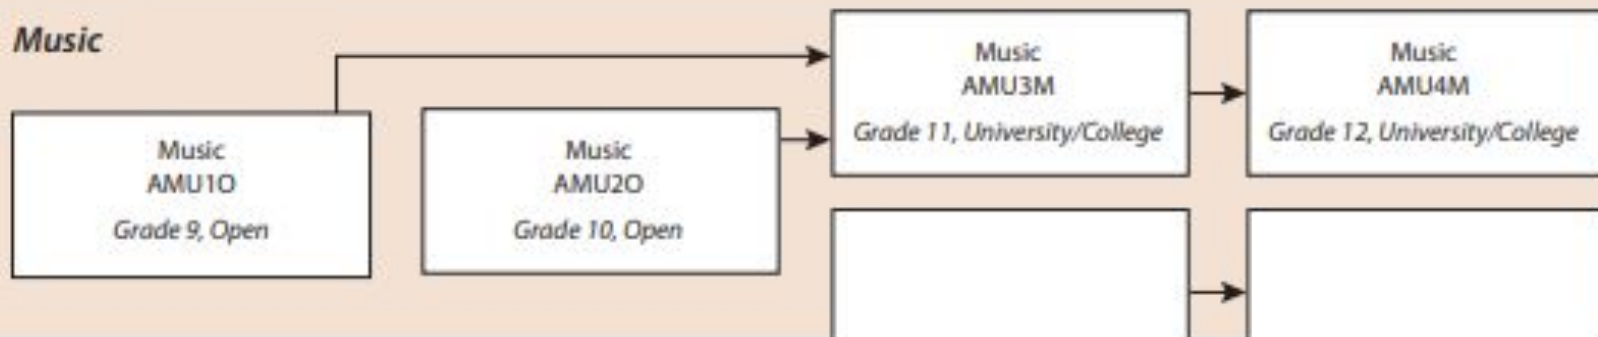 Music
Music
AMU1O
Grade 9, Open
Music
AMU2O
Grade 10, Open
Music
AMU3M
Grade 11, University/College
Music
AMU4M
Grade 12, University/College